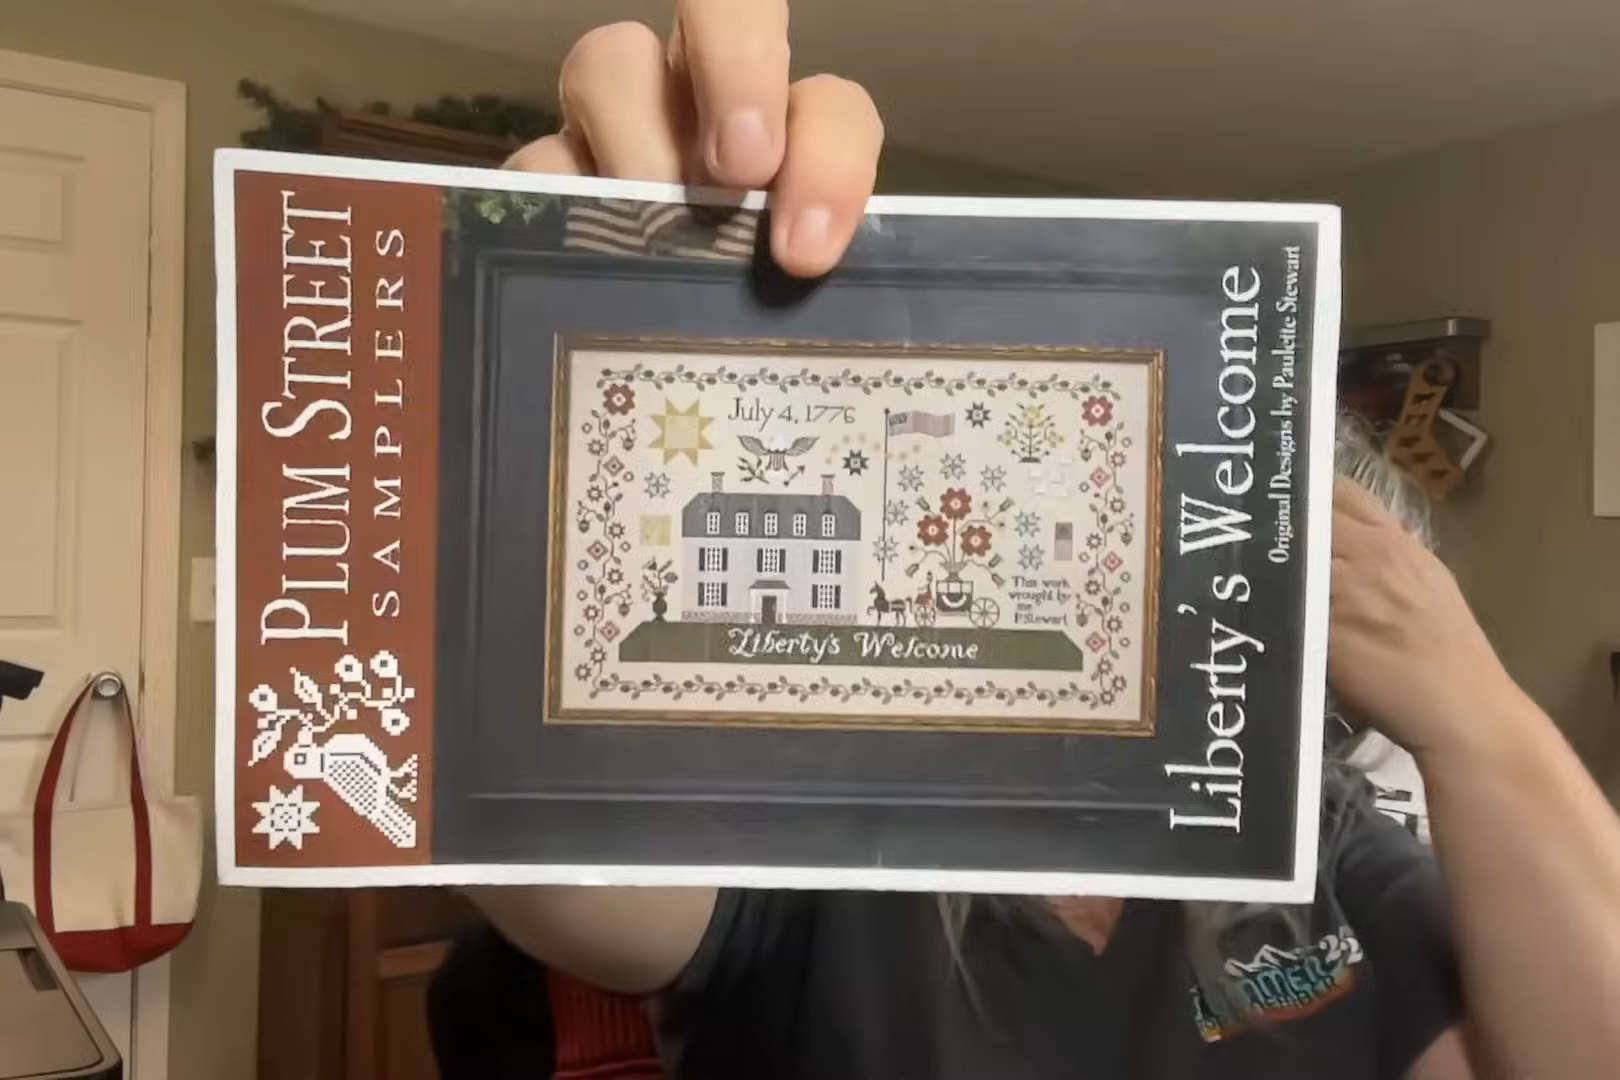 PLUM STREET
SAMPLERS
July 4, 1776
This work
wrought by
me
P.Stewart
Liberty's Welcome
Liberty's Welcome
Original Designs by Paulette Stewart